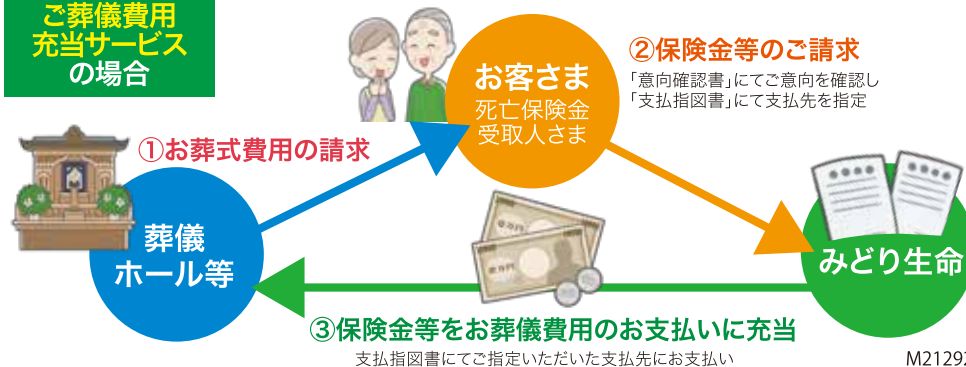 ご葬儀費用
充当サービス
の場合
①お葬式費用の請求
葬儀
ホール等
お客さま
死亡保険金
受取人さま
②保険金等のご請求
「意向確認書」にてご意向を確認し
「支払指図書」にて支払先を指定
みどり生命
③保険金等をお葬儀費用のお支払いに充当
支払指図書にてご指定いただいた支払先にお支払い
M2129